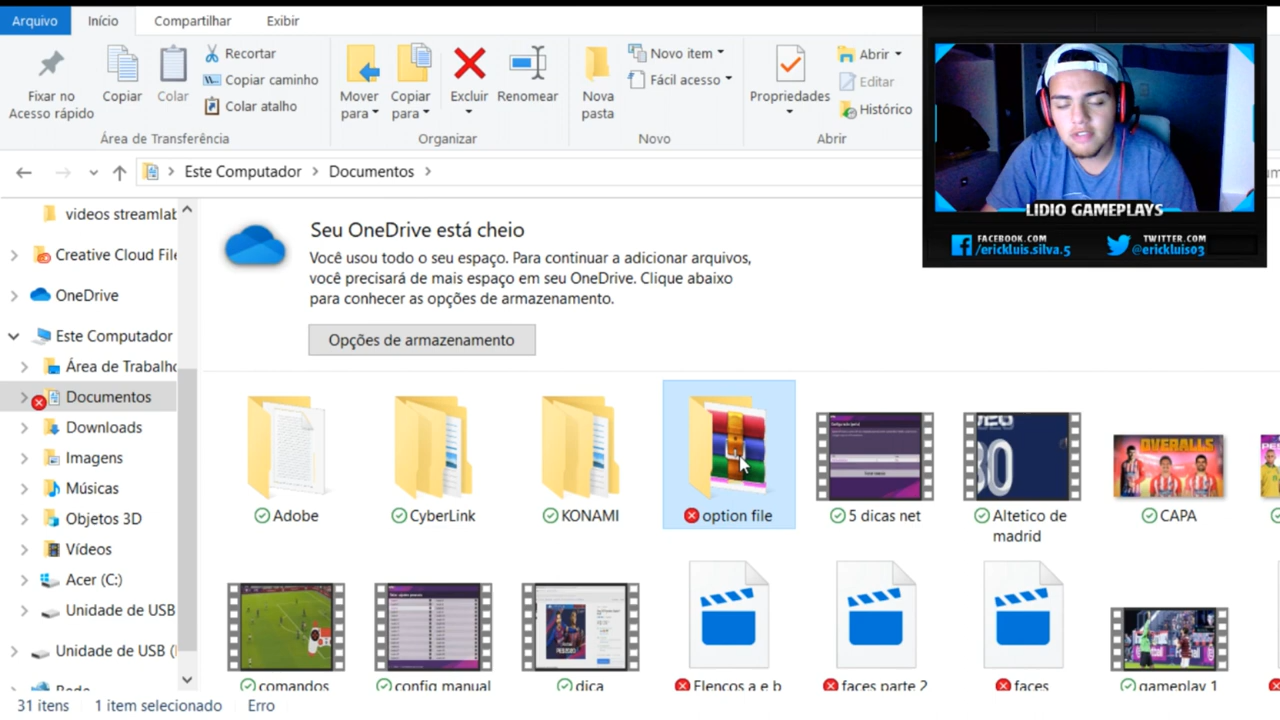 Arquivo Início Compartilhar Exibir
Fixar no
Acesso rápido
Copiar
Colar
Recortar
Copiar caminho
Colar atalho
Área de Transferência
Mover
para
Copiar
para
Excluir
Renomear
Organizar
Nova
pasta
Novo item
Fácil acesso
Novo
Propriedades
Abrir
Editar
Histórico
Abrir
LIDIO GAMEPLAYS
FACEBOOK.COM
/erickluis.silva.5
TWITTER.COM
@erickluis03
Este Computador Documentos
videos streamlab
Creative Cloud File
OneDrive
Este Computador
Área de Trabalho
Documentos
Downloads
Imagens
Músicas
Objetos 3D
Vídeos
Acer (C:)
Unidade de USB
Unidade de USB (
Rede
Seu OneDrive está cheio
Você usou todo o seu espaço. Para continuar a adicionar arquivos,
você precisará de mais espaço em seu OneDrive. Clique abaixo
para conhecer as opções de armazenamento.
Opções de armazenamento
OVERALLS
Adobe
CyberLink
KONAMI
option file
5 dicas net
Altetico de
madrid
CAPA
comandos
config manual
dica
Elencos a e b
faces parte 2
faces
gameplay 1
31 itens 1 item selecionado Erro